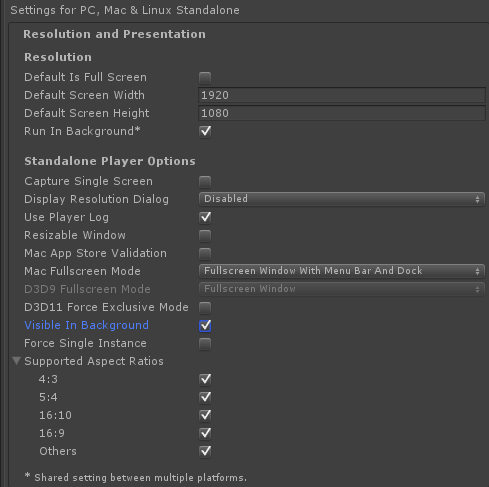 Settings for PC, Mac & Linux Standalone
Resolution and Presentation
Resolution
Default Is Full Screen
Default Screen Width 1920
Default Screen Height 1080
Run In Background*
Standalone Player Options
Capture Single Screen
Display Resolution Dialog Disabled
Use Player Log
Resizable Window
Mac App Store Validation
Mac Fullscreen Mode Fullscreen Window With Menu Bar And Dock
D3D9 Fullscreen Mode Fullscreen Window
D3D11 Force Exclusive Mode
Visible In Background
Force Single Instance
Supported Aspect Ratios
4:3
5:4
16:10
16:9
Others
* Shared setting between multiple platforms.